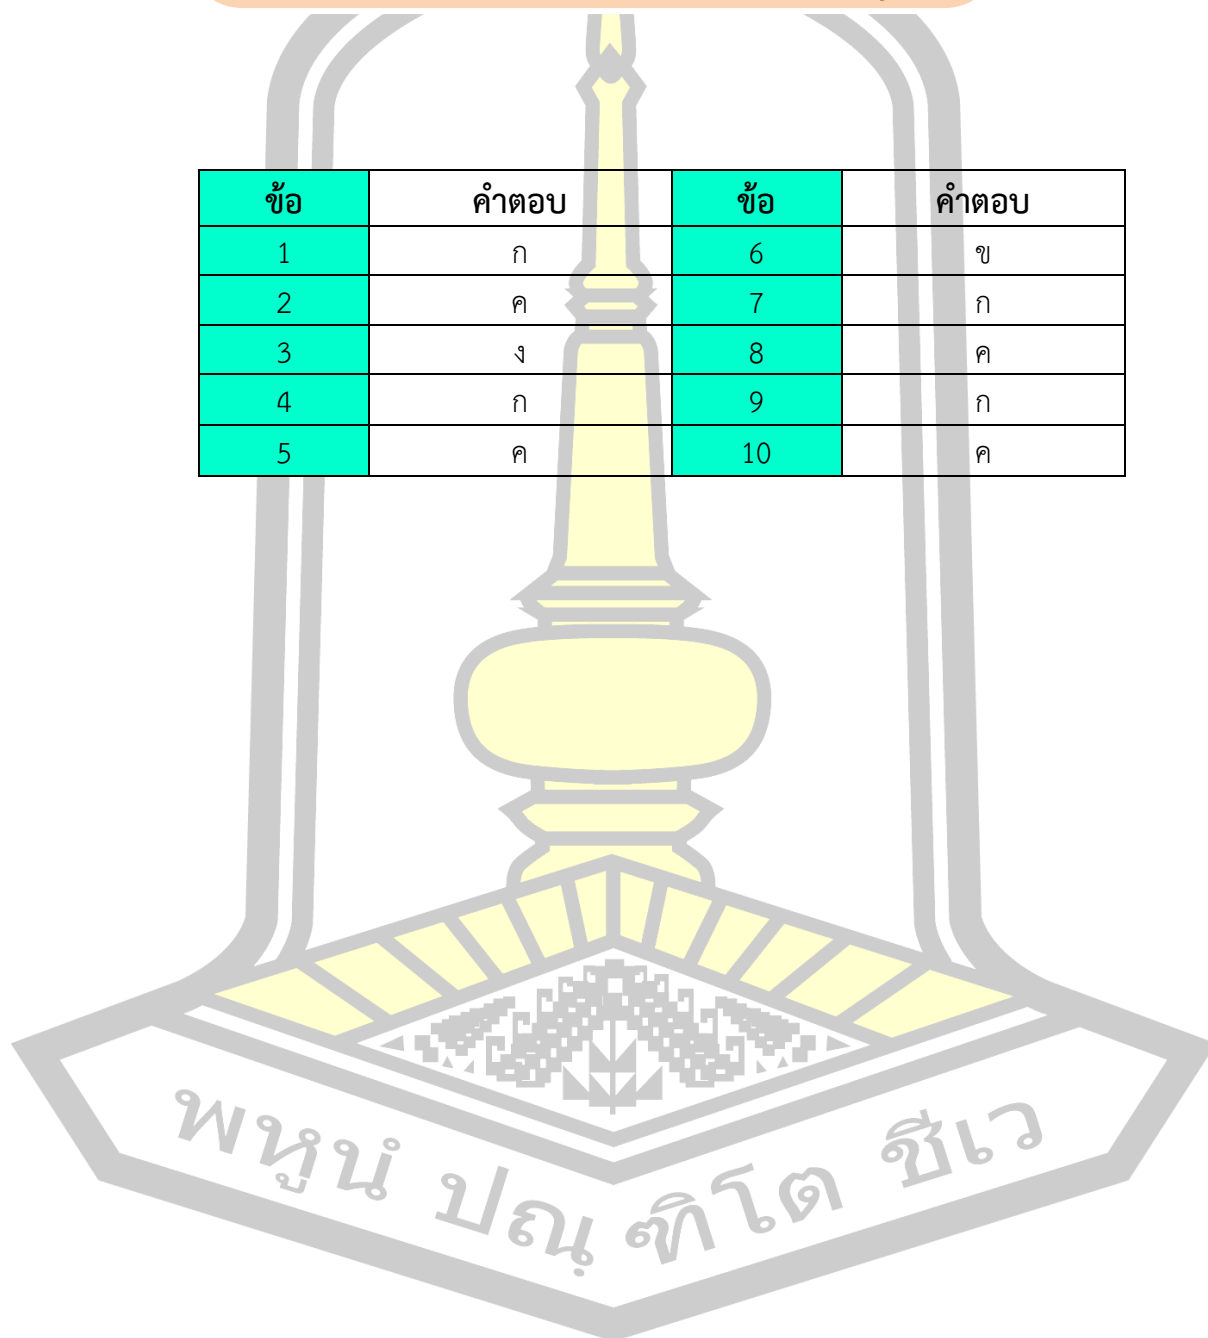 ข้อ คำตอบ ข้อ คำตอบ
1 ก 6 ข
2 ค 7 ก
3 ง 8 ค
4 ก 9 ก
5 ค 10 ค
พหูนํ ปณฺฑิโต ชีเว